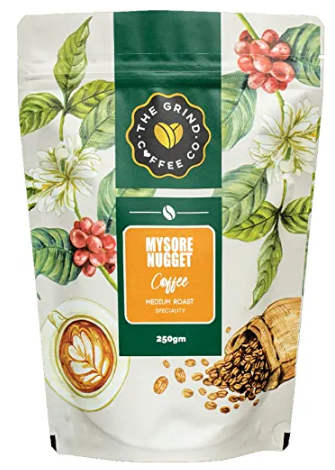 THE GRIND
COFFEE CO
MYSORE
NUGGET
Coffee
MEDIUM ROAST
SPECIALITY
250gm